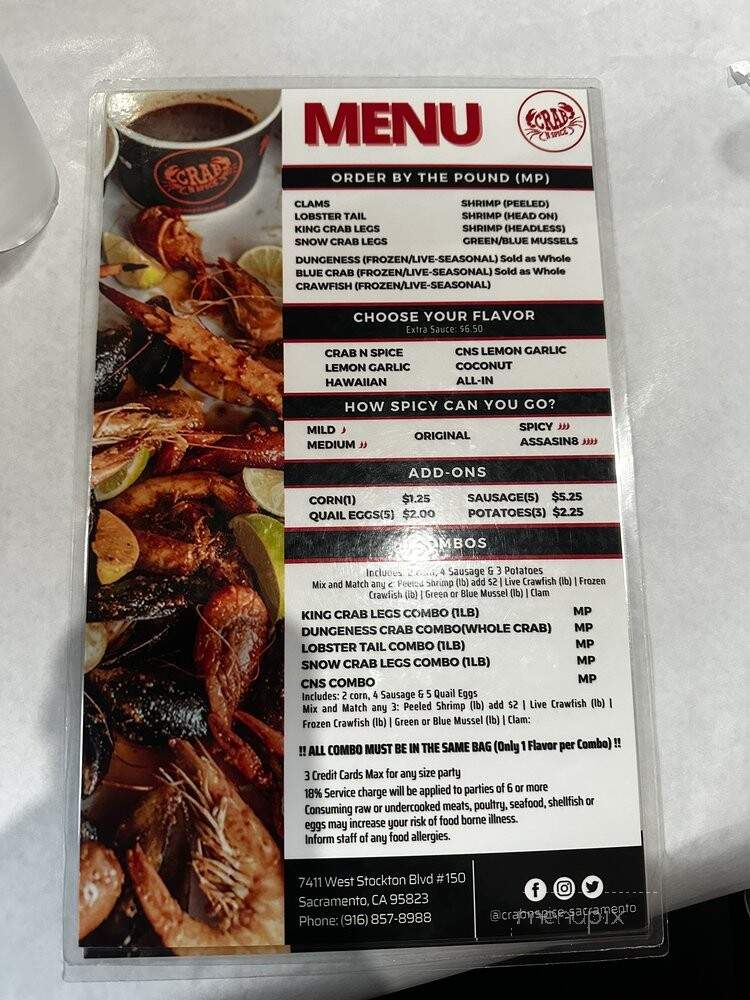 CRAB
N SPICE
MENU
CRAB
N SPICE
ORDER BY THE POUND (MP)
CLAMS
LOBSTER TAIL
KING CRAB LEGS
SNOW CRAB LEGS
SHRIMP (PEELED)
SHRIMP (HEAD ON)
SHRIMP (HEADLESS)
GREEN/BLUE MUSSELS
DUNGENESS (FROZEN/LIVE-SEASONAL) Sold as Whole
BLUE CRAB (FROZEN/LIVE-SEASONAL) Sold as Whole
CRAWFISH (FROZEN/LIVE-SEASONAL)
CHOOSE YOUR FLAVOR
Extra Sauce: $6.50
CRAB N SPICE
LEMON GARLIC
HAWAIIAN
CNS LEMON GARLIC
COCONUT
ALL-IN
HOW SPICY CAN YOU GO?
MILD
MEDIUM
ORIGINAL
SPICY
ASSASIN8
ADD-ONS
CORN(1) $1.25
QUAIL EGGS(5) $2.00
SAUSAGE(5) $5.25
POTATOES(3) $2.25
OMBOS
Includes: 2 corn, 4 Sausage & 3 Potatoes
Mix and Match any 2: Peeled Shrimp (lb) add $2 | Live Crawfish (lb) | Frozen
Crawfish (lb) | Green or Blue Mussel (lb) | Clam
KING CRAB LEGS COMBO (1LB) MP
DUNGENESS CRAB COMBO(WHOLE CRAB) MP
LOBSTER TAIL COMBO (1LB) MP
SNOW CRAB LEGS COMBO (1LB) MP
CNS COMBO MP
Includes: 2 corn, 4 Sausage & 5 Quail Eggs
Mix and Match any 3: Peeled Shrimp (lb) add $2 | Live Crawfish (lb) |
Frozen Crawfish (lb) | Green or Blue Mussel (lb) | Clam:
!! ALL COMBO MUST BE IN THE SAME BAG (Only 1 Flavor per Combo) !!
3 Credit Cards Max for any size party
18% Service charge will be applied to parties of 6 or more
Consuming raw or undercooked meats, poultry, seafood, shellfish or
eggs may increase your risk of food borne illness.
Inform staff of any food allergies.
7411 West Stockton Blvd #150
Sacramento, CA 95823
Phone: (916) 857-8988
@crabnspice_sacramento
menupix